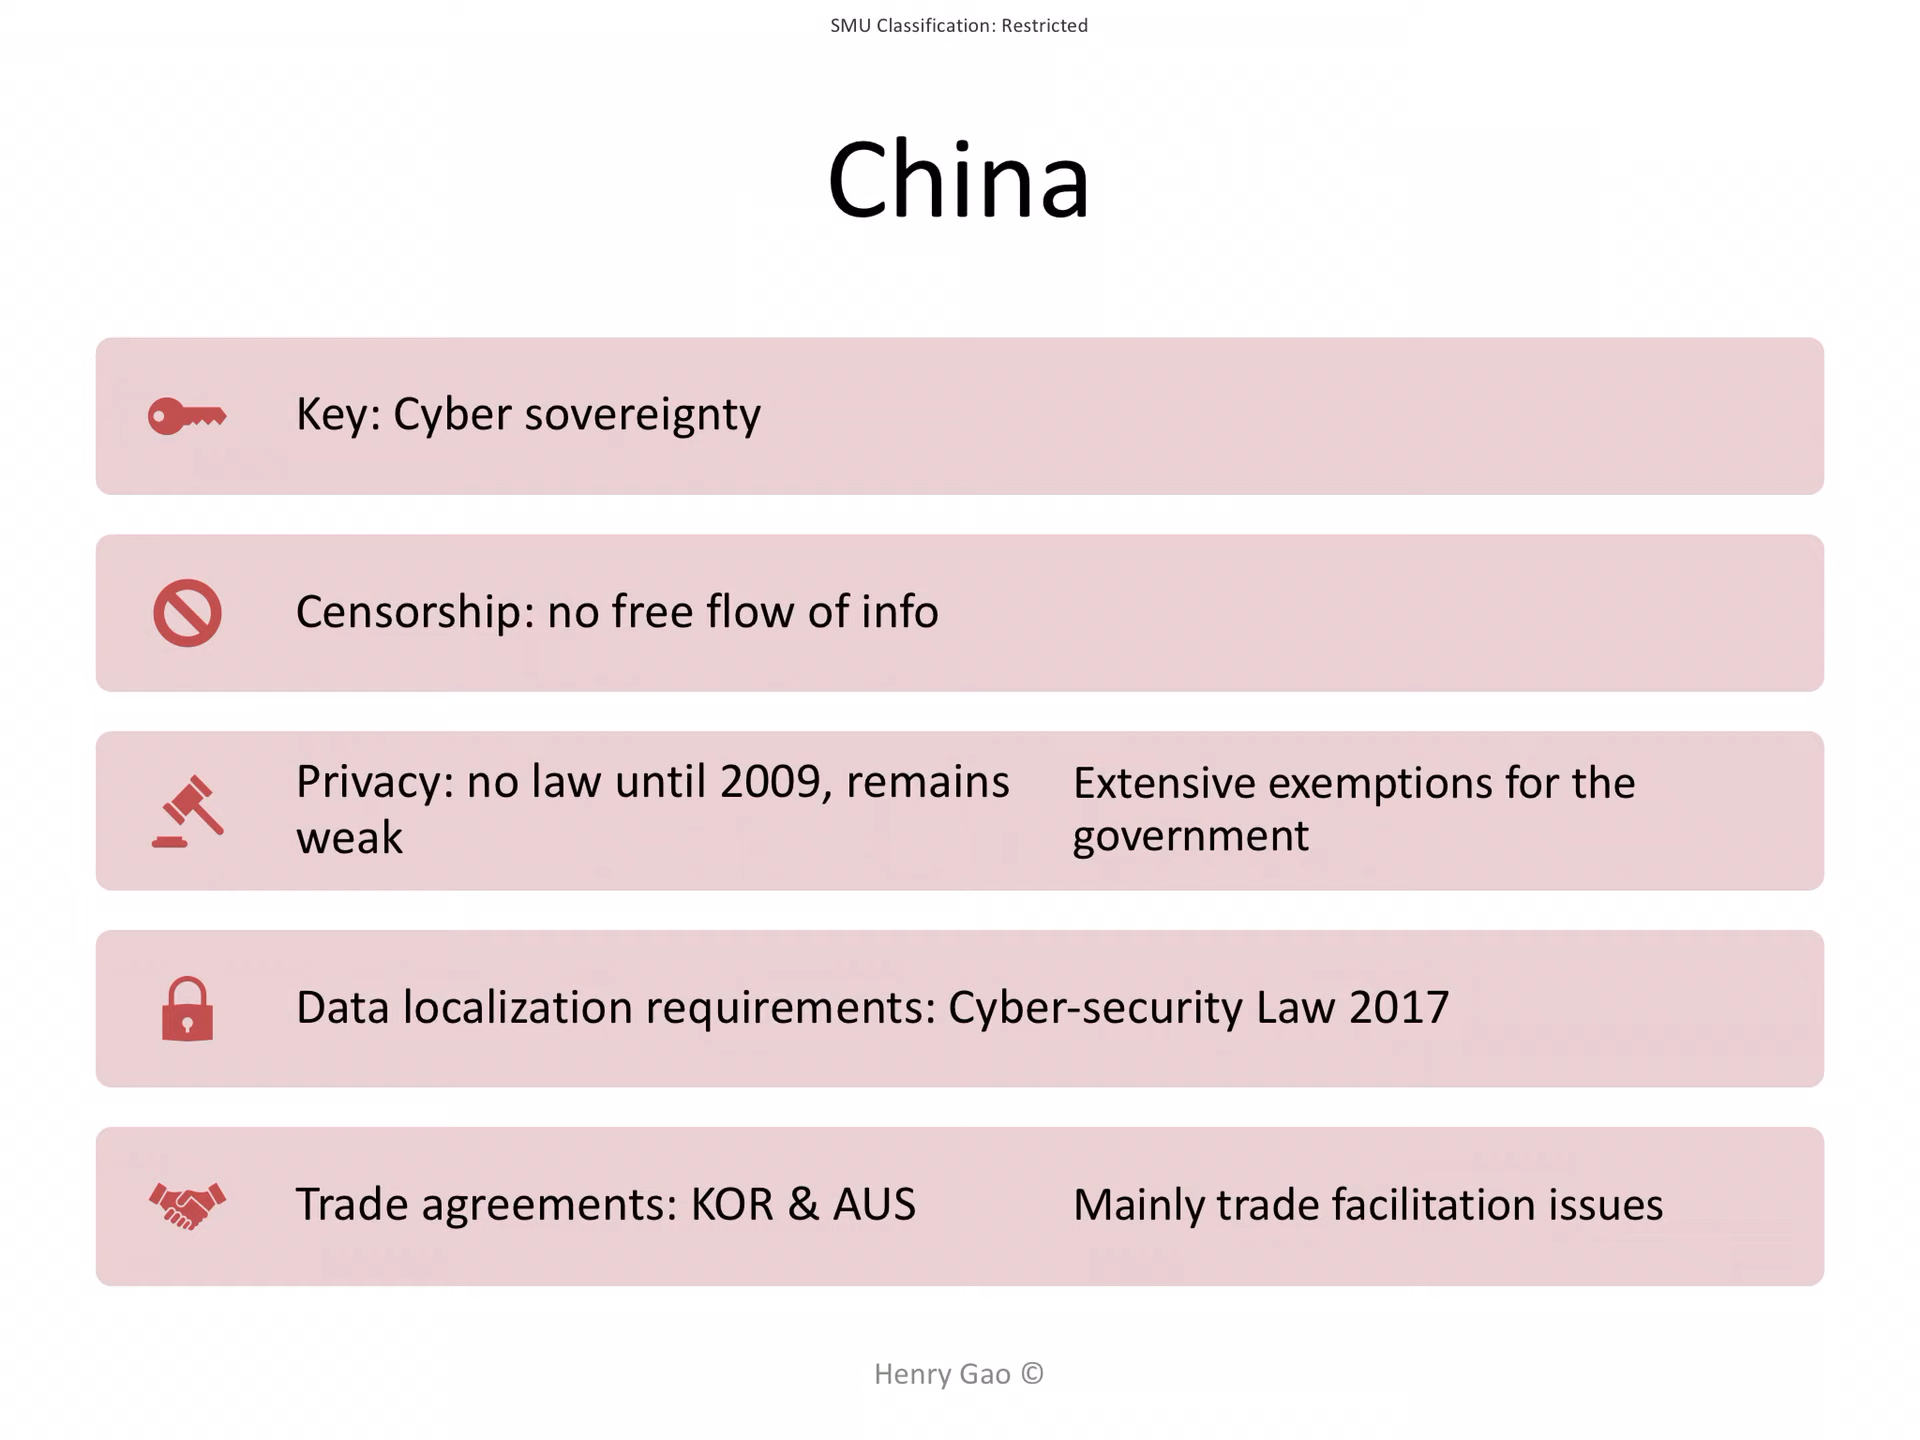 SMU Classification: Restricted
China
Key: Cyber sovereignty
Censorship: no free flow of info
Privacy: no law until 2009, remains
weak
Extensive exemptions for the
government
Data localization requirements: Cyber-security Law 2017
Trade agreements: KOR & AUS
Mainly trade facilitation issues
Henry Gao ©